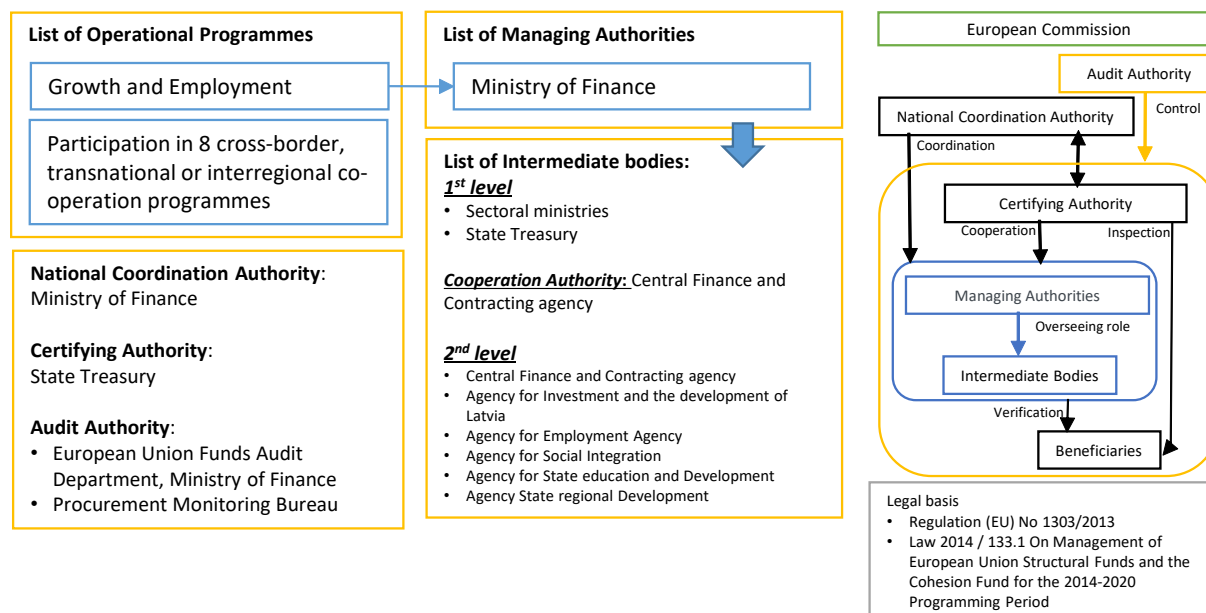 List of Operational Programmes
Growth and Employment
Participation in 8 cross-border,
transnational or interregional co-
operation programmes
National Coordination Authority:
Ministry of Finance
Certifying Authority:
State Treasury
Audit Authority:
• European Union Funds Audit
Department, Ministry of Finance
• Procurement Monitoring Bureau
List of Managing Authorities
Ministry of Finance
List of Intermediate bodies:
1st level
• Sectoral ministries
• State Treasury
Cooperation Authority: Central Finance and
Contracting agency
2nd level
• Central Finance and Contracting agency
• Agency for Investment and the development of
Latvia
• Agency for Employment Agency
• Agency for Social Integration
• Agency for State education and Development
• Agency State regional Development
European Commission
Audit Authority
Control
National Coordination Authority
Coordination
Certifying Authority
Cooperation
Inspection
Managing Authorities
Overseeing role
Intermediate Bodies
Verification
Beneficiaries
Legal basis
• Regulation (EU) No 1303/2013
• Law 2014 / 133.1 On Management of
European Union Structural Funds and the
Cohesion Fund for the 2014-2020
Programming Period